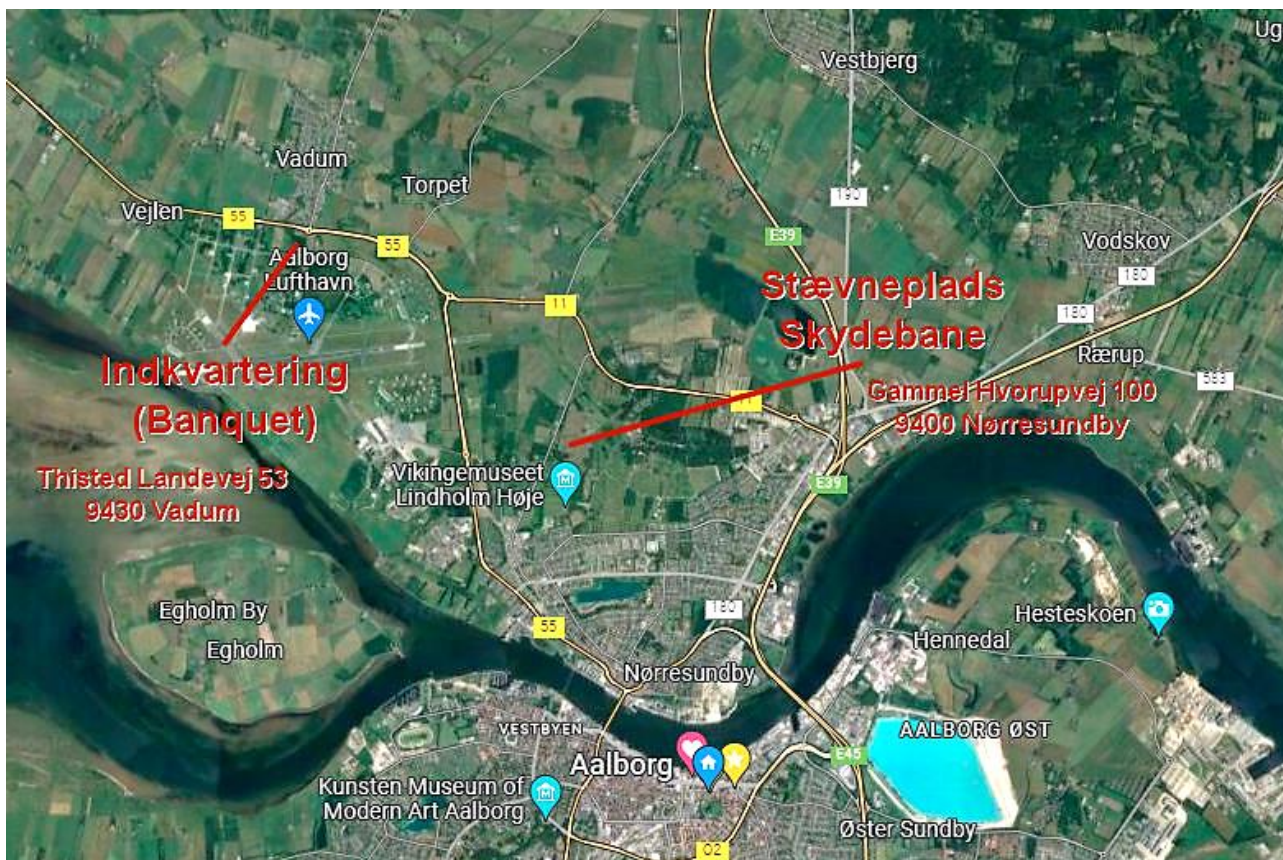 Ug
Vestbjerg
Vadum
Torpet
190
Vejlen
55
55
E39
Vodskov
180
Aalborg
Lufthavn
11
Stævneplads
Skydebane
180
Rærup
Indkvartering
(Banquet)
583
Gammel Hvorupvej 100
9400 Nørresundby
Thisted Landevej 53
9430 Vadum
Vikingemuseet
Lindholm Høje
E39
Egholm By
Egholm
180
55
Hesteskoen
Hennedal
Nørresundby
VESTBYEN
AALBORG ØST
Aalborg
E45
Kunsten Museum of
Modern Art Aalborg
Øster Sundby
O2